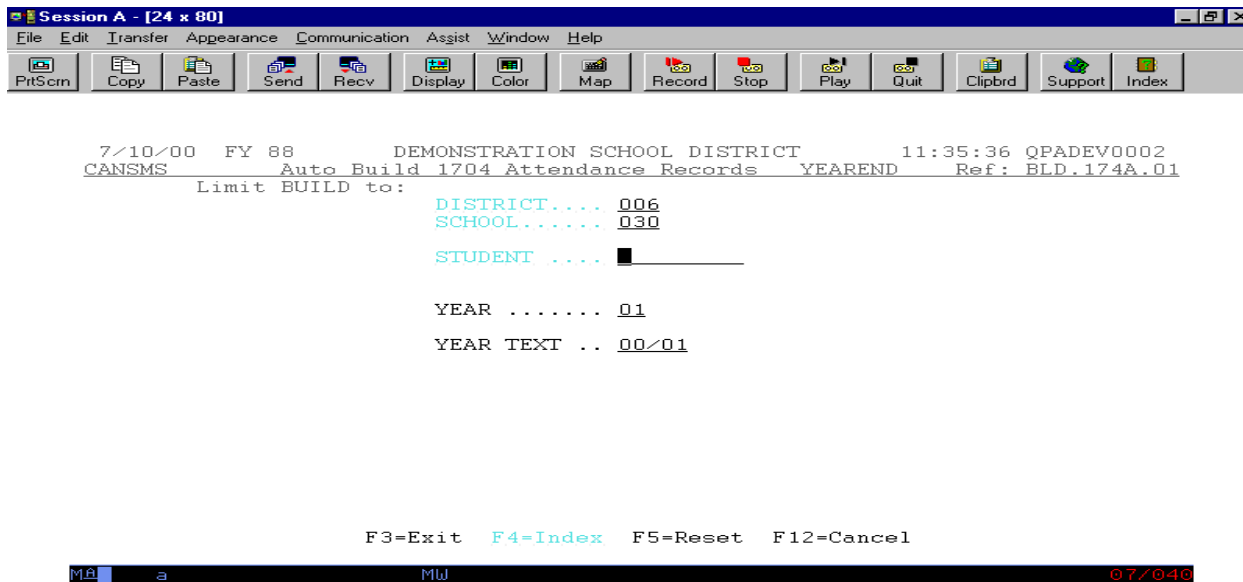 Session A - [24 x 80]
File Edit Transfer Appearance Communication Assist Window Help
PrtScrn Copy Paste Send Recv Display Color Map Record Stop Play Quit Clipbrd Support Index
7/10/00 FY 88 DEMONSTRATION SCHOOL DISTRICT 11:35:36 QPADEV0002
CANSMS Auto Build 1704 Attendance Records YEAREND Ref: BLD.174A.01
Limit BUILD to:
DISTRICT.... 006
SCHOOL...... 030
STUDENT ....
YEAR ....... 01
YEAR TEXT .. 00/01
F3=Exit F4=Index F5=Reset F12=Cancel
MA a MW 07/040